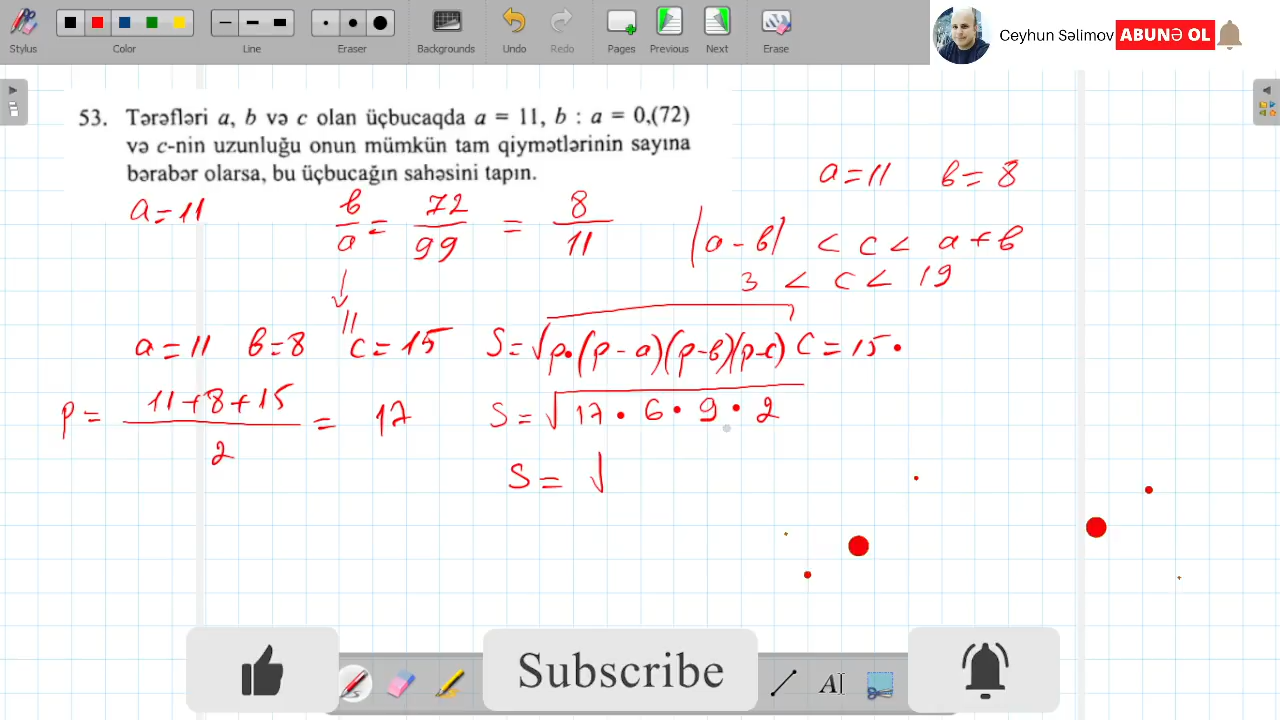 Stylus Color Line Eraser Backgrounds Undo Redo Pages Previous Next Erase
Ceyhun Səlimov ABUNƏ OL
53. Tərəfləri a, b və c olan üçbucaqda a = 11, b : a = 0,(72)
və c-nin uzunluğu onun mümkün tam qiymətlərinin sayına
bərabər olarsa, bu üçbucağın sahəsini tapın.
a=11 b=8
a=11 b/a = 72/99 = 8/11
|a-b| < c < a+b
3 < c < 19
a=11 b=8 c=15 S=√p•(p-a)(p-b)(p-c) C=15•
p= 11+8+15/2 = 17 S=√17•6•9•2
S=√
Subscribe